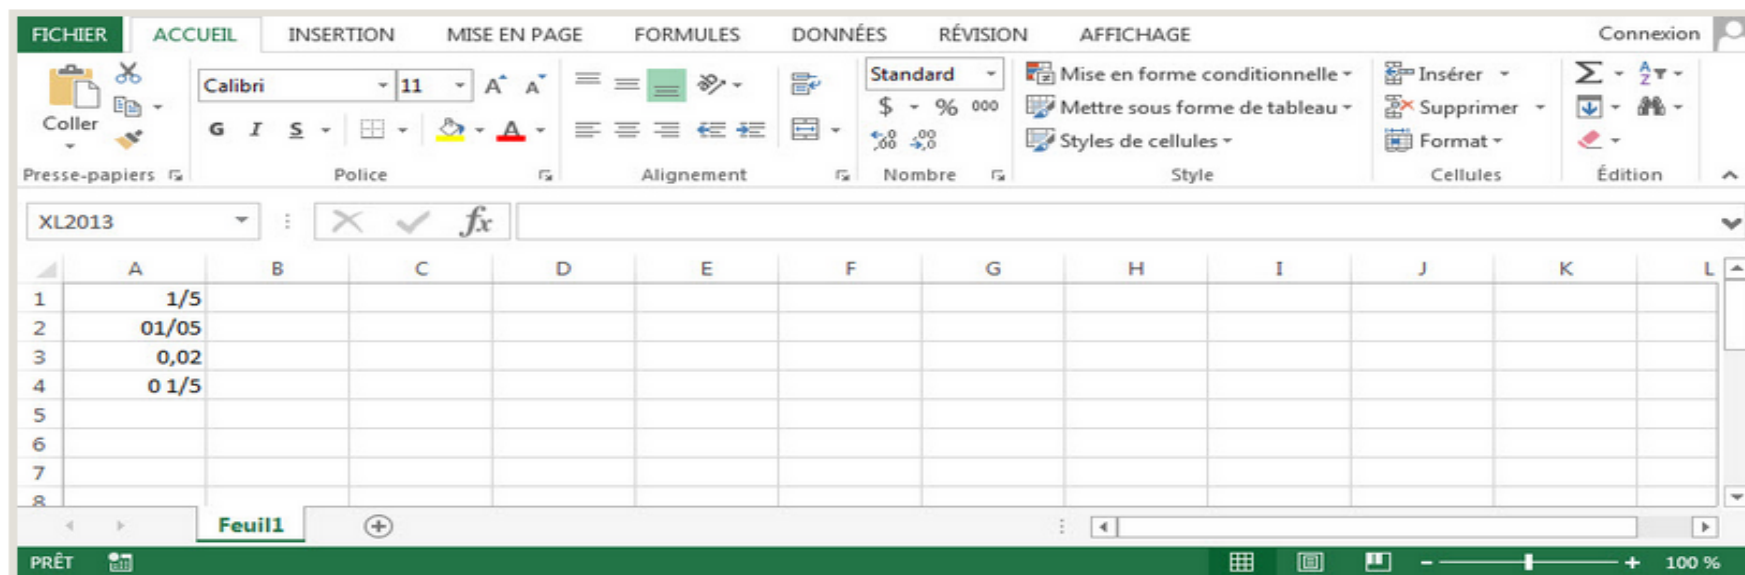 FICHIER ACCUEIL INSERTION MISE EN PAGE FORMULES DONNÉES RÉVISION AFFICHAGE Connexion
Calibri 11 Standard Mise en forme conditionnelle Insérer Σ
$ % 000 Mettre sous forme de tableau Supprimer
Coller G I S A Styles de cellules Format
Presse-papiers Police Alignement Nombre Style Cellules Édition
XL2013 fx
A B C D E F G H I J K L
1 1/5
2 01/05
3 0,02
4 0 1/5
5
6
7
8
Feuil1
PRÊT 100 %